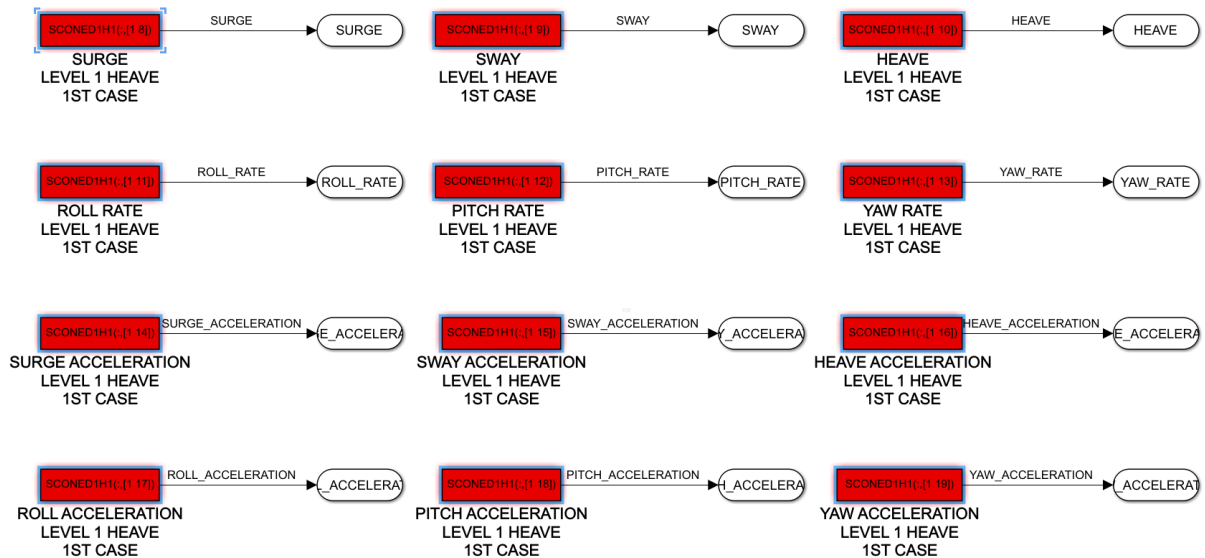 SCONED1H1(:,[1 8]) SURGE SURGE
SURGE
LEVEL 1 HEAVE
1ST CASE
SCONED1H1(:,[1 9]) SWAY SWAY
SWAY
LEVEL 1 HEAVE
1ST CASE
SCONED1H1(:,[1 10]) HEAVE HEAVE
HEAVE
LEVEL 1 HEAVE
1ST CASE
SCONED1H1(:,[1 11]) ROLL_RATE ROLL_RATE
ROLL RATE
LEVEL 1 HEAVE
1ST CASE
SCONED1H1(:,[1 12]) PITCH_RATE PITCH_RATE
PITCH RATE
LEVEL 1 HEAVE
1ST CASE
SCONED1H1(:,[1 13]) YAW_RATE YAW_RATE
YAW RATE
LEVEL 1 HEAVE
1ST CASE
SCONED1H1(:,[1 14]) SURGE_ACCELERATION E_ACCELERA
SURGE ACCELERATION
LEVEL 1 HEAVE
1ST CASE
SCONED1H1(:,[1 15]) SWAY_ACCELERATION Y_ACCELERA
SWAY ACCELERATION
LEVEL 1 HEAVE
1ST CASE
SCONED1H1(:,[1 16]) HEAVE_ACCELERATION E_ACCELERA
HEAVE ACCELERATION
LEVEL 1 HEAVE
1ST CASE
SCONED1H1(:,[1 17]) ROLL_ACCELERATION L_ACCELERAT
ROLL ACCELERATION
LEVEL 1 HEAVE
1ST CASE
SCONED1H1(:,[1 18]) PITCH_ACCELERATION H_ACCELERA
PITCH ACCELERATION
LEVEL 1 HEAVE
1ST CASE
SCONED1H1(:,[1 19]) YAW_ACCELERATION _ACCELERAT
YAW ACCELERATION
LEVEL 1 HEAVE
1ST CASE